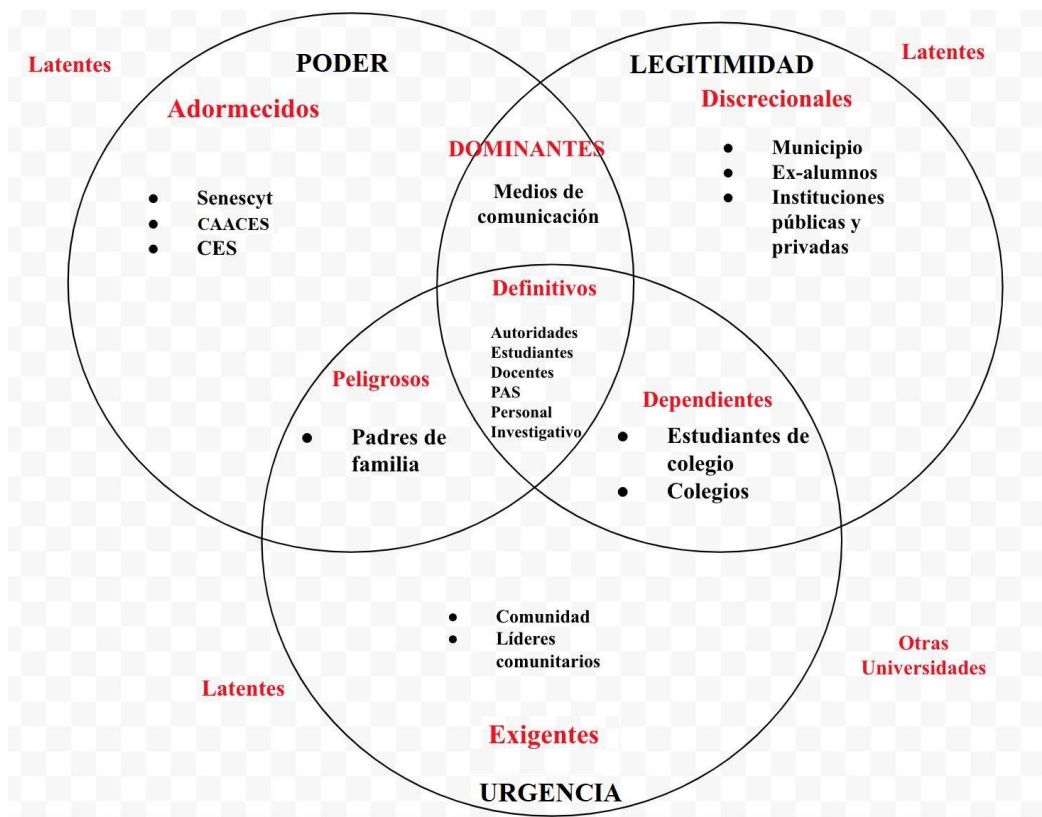 PODER
LEGITIMIDAD
Latentes
Latentes
Adormecidos
Discrecionales
● Senescyt
● CAACES
● CES
DOMINANTES
Medios de
comunicación
● Municipio
● Ex-alumnos
● Instituciones
públicas y
privadas
Definitivos
Autoridades
Estudiantes
Docentes
PAS
Personal
Investigativo
Peligrosos
● Padres de
familia
Dependientes
● Estudiantes de
colegio
● Colegios
● Comunidad
● Líderes
comunitarios
Otras
Universidades
Latentes
Exigentes
URGENCIA